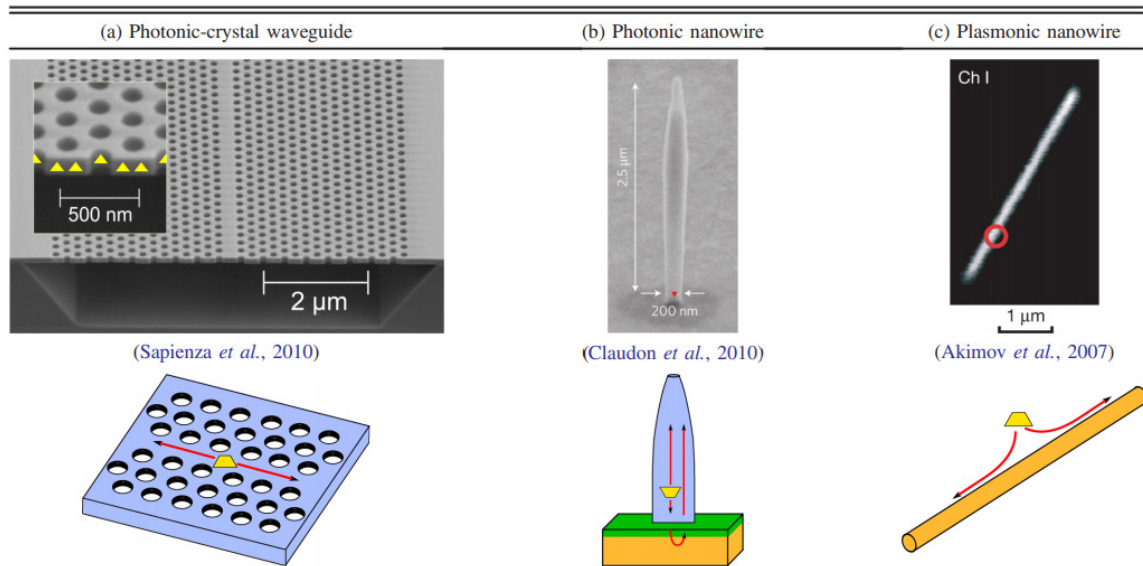 (a) Photonic-crystal waveguide
(b) Photonic nanowire
(c) Plasmonic nanowire
500 nm
2 μm
2.5 μm
200 nm
Ch I
1 μm
(Sapienza et al., 2010)
(Claudon et al., 2010)
(Akimov et al., 2007)